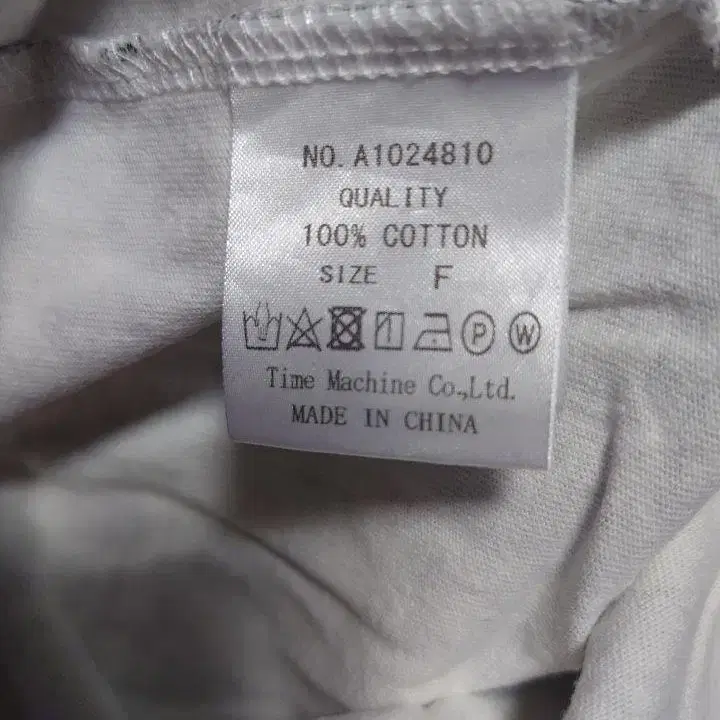 NO. A1024810
QUALITY
100% COTTON
SIZE F
P W
Time Machine Co.,Ltd.
MADE IN CHINA